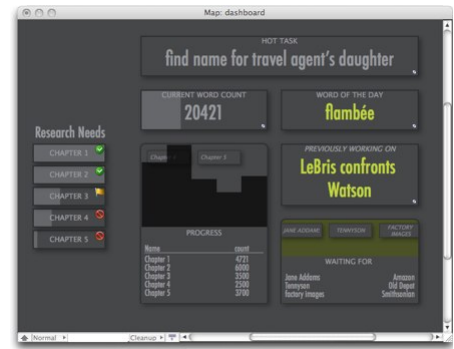 Map: dashboard
HOT TASK
find name for travel agent's daughter
CURRENT WORD COUNT
20421
WORD OF THE DAY
flambée
Research Needs
CHAPTER 1
CHAPTER 2
CHAPTER 3
CHAPTER 4
CHAPTER 5
Chapter 5
PROGRESS
Name count
Chapter 1 4721
Chapter 2 6000
Chapter 3 3500
Chapter 4 2500
Chapter 5 3700
PREVIOUSLY WORKING ON
LeBris confronts
Watson
JANE ADDAMS
TENNYSON
FACTORY
IMAGES
WAITING FOR
Jane Addams Amazon
Tennyson Old Depot
factory images Smithsonian
Normal
Cleanup